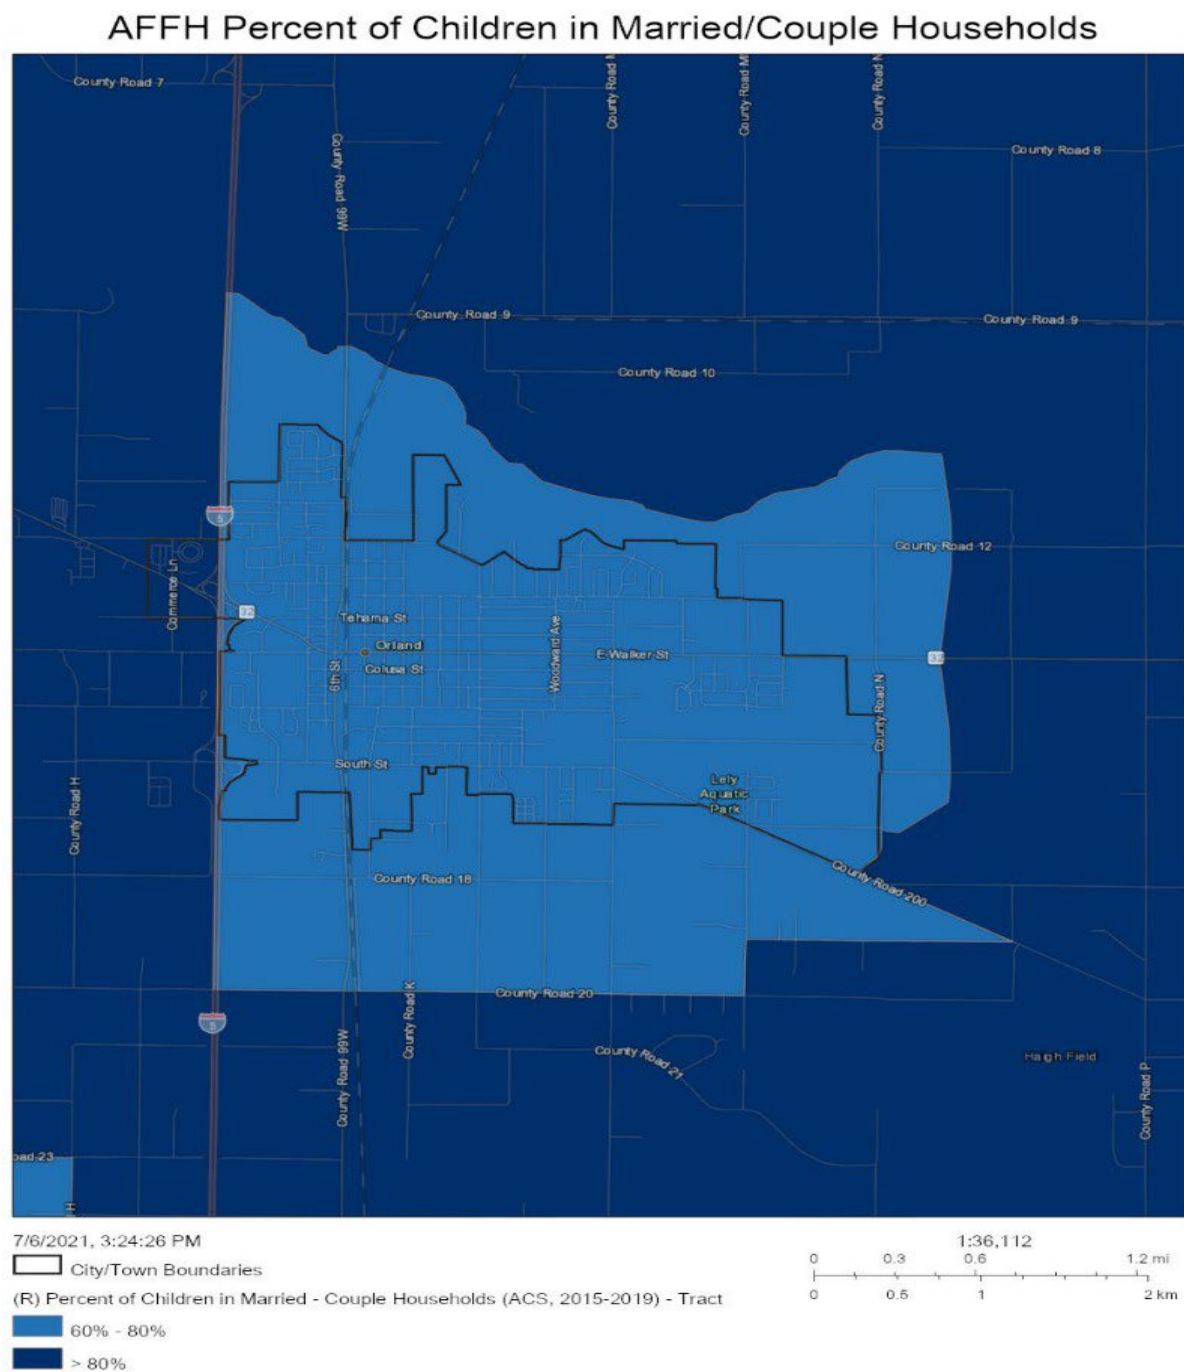 AFFH Percent of Children in Married/Couple Households
County Road 7
County Road M
County Road N
County Road 99W
County Road 8
County Road 9
County Road 9
County Road 10
5
County Road 12
Commerce Ln
32
Tehama St
Orland
Woodward Ave
E Walker St
32
Colusa St
6th St
County Road N
South St
Lely
Aquatic
Park
County Road H
County Road 18
County Road 200
County Road 20
County Road K
5
County Road 99W
County Road 21
Haigh Field
County Road P
oad 23
H
7/6/2021, 3:24:26 PM
1:36,112
0 0.3 0.6 1.2 mi
City/Town Boundaries
0 0.5 1 2 km
(R) Percent of Children in Married - Couple Households (ACS, 2015-2019) - Tract
60% - 80%
> 80%